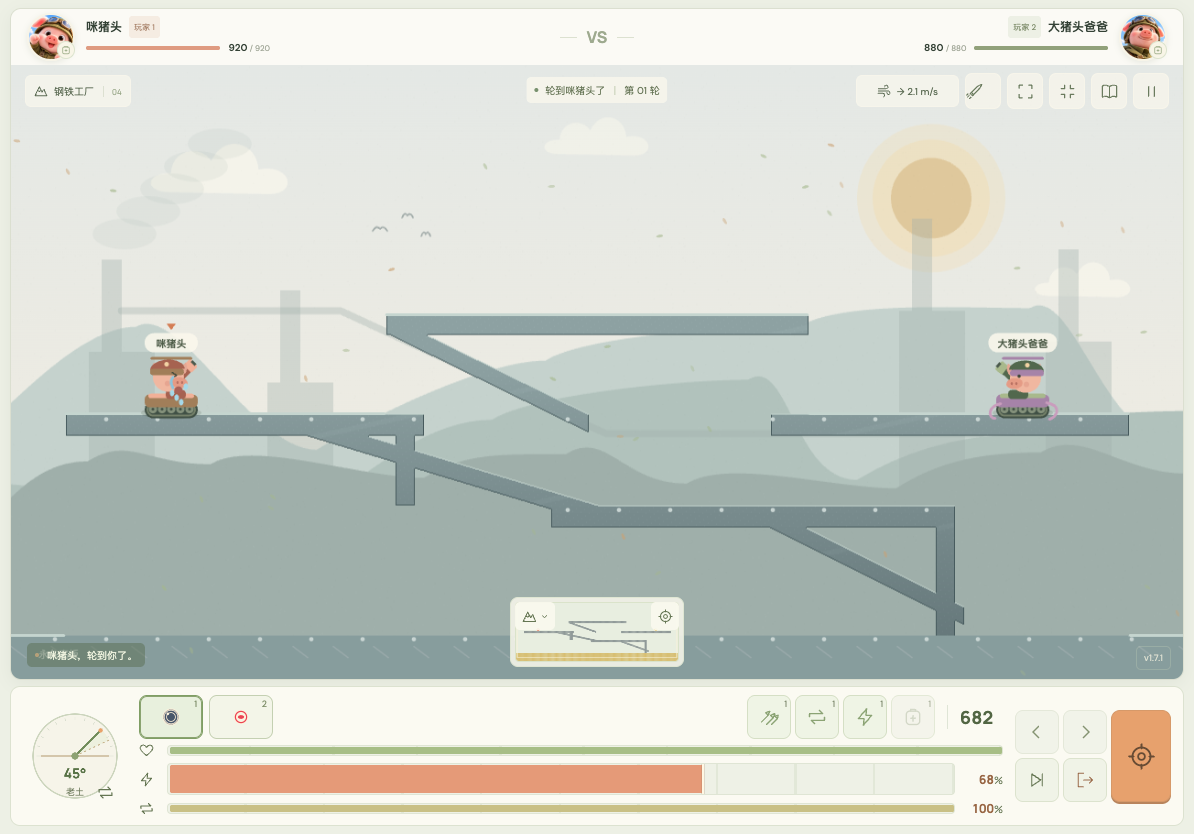 咪猪头 玩家 1
920 / 920
VS
玩家 2 大猪头爸爸
880 / 880
钢铁工厂 04
轮到咪猪头了 第 01 轮
→ 2.1 m/s
咪猪头
大猪头爸爸
咪猪头，轮到你了。
v1.7.1
1
2
1
1
1
1
682
45°
老土
68%
100%